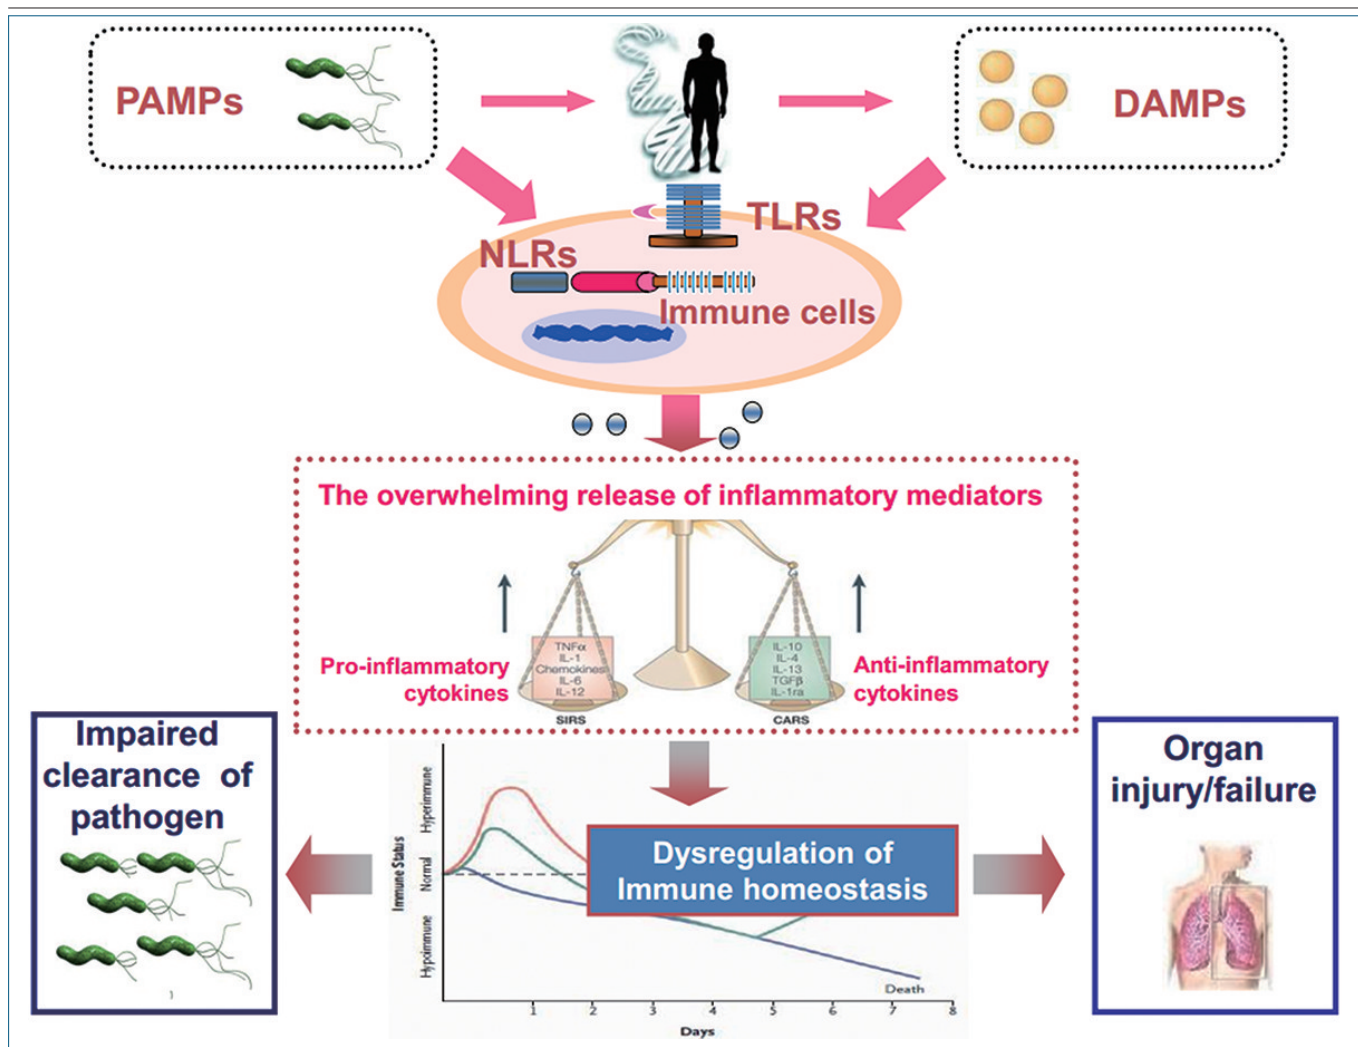 PAMPs
DAMPs
TLRs
NLRs
Immune cells
The overwhelming release of inflammatory mediators
Pro-inflammatory
cytokines
TNFα
IL-1
Chemokines
IL-6
IL-12
SIRS
IL-10
IL-4
IL-13
TGFβ
IL-1ra
CARS
Anti-inflammatory
cytokines
Impaired
clearance of
pathogen
1
Immune Status
Hyperimmune
Normal
Hypoimmune
Dysregulation of
Immune homeostasis
Death
1 2 3 4 5 6 7 8
Days
Organ
injury/failure